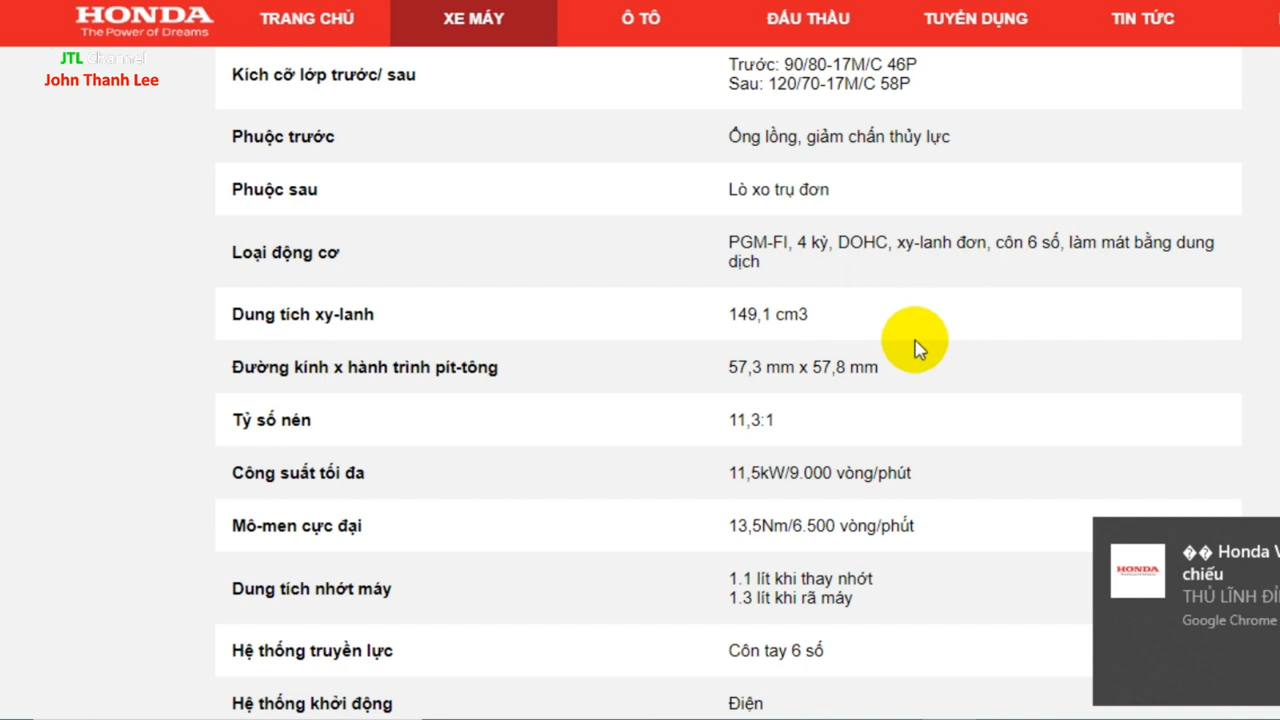 HONDA
The Power of Dreams
TRANG CHỦ
XE MÁY
Ô TÔ
ĐẤU THẦU
TUYỂN DỤNG
TIN TỨC
JTL Channel
John Thanh Lee
Kích cỡ lớp trước/ sau
Trước: 90/80-17M/C 46P
Sau: 120/70-17M/C 58P
Phuộc trước
Ống lồng, giảm chấn thủy lực
Phuộc sau
Lò xo trụ đơn
Loại động cơ
PGM-FI, 4 kỳ, DOHC, xy-lanh đơn, côn 6 số, làm mát bằng dung
dịch
Dung tích xy-lanh
149,1 cm3
Đường kính x hành trình pít-tông
57,3 mm x 57,8 mm
Tỷ số nén
11,3:1
Công suất tối đa
11,5kW/9.000 vòng/phút
Mô-men cực đại
13,5Nm/6.500 vòng/phút
Dung tích nhớt máy
1.1 lít khi thay nhớt
1.3 lít khi rã máy
Hệ thống truyền lực
Côn tay 6 số
Hệ thống khởi động
Điện
HONDA
�� Honda V
chiếu
THỦ LĨNH
Google Chrome